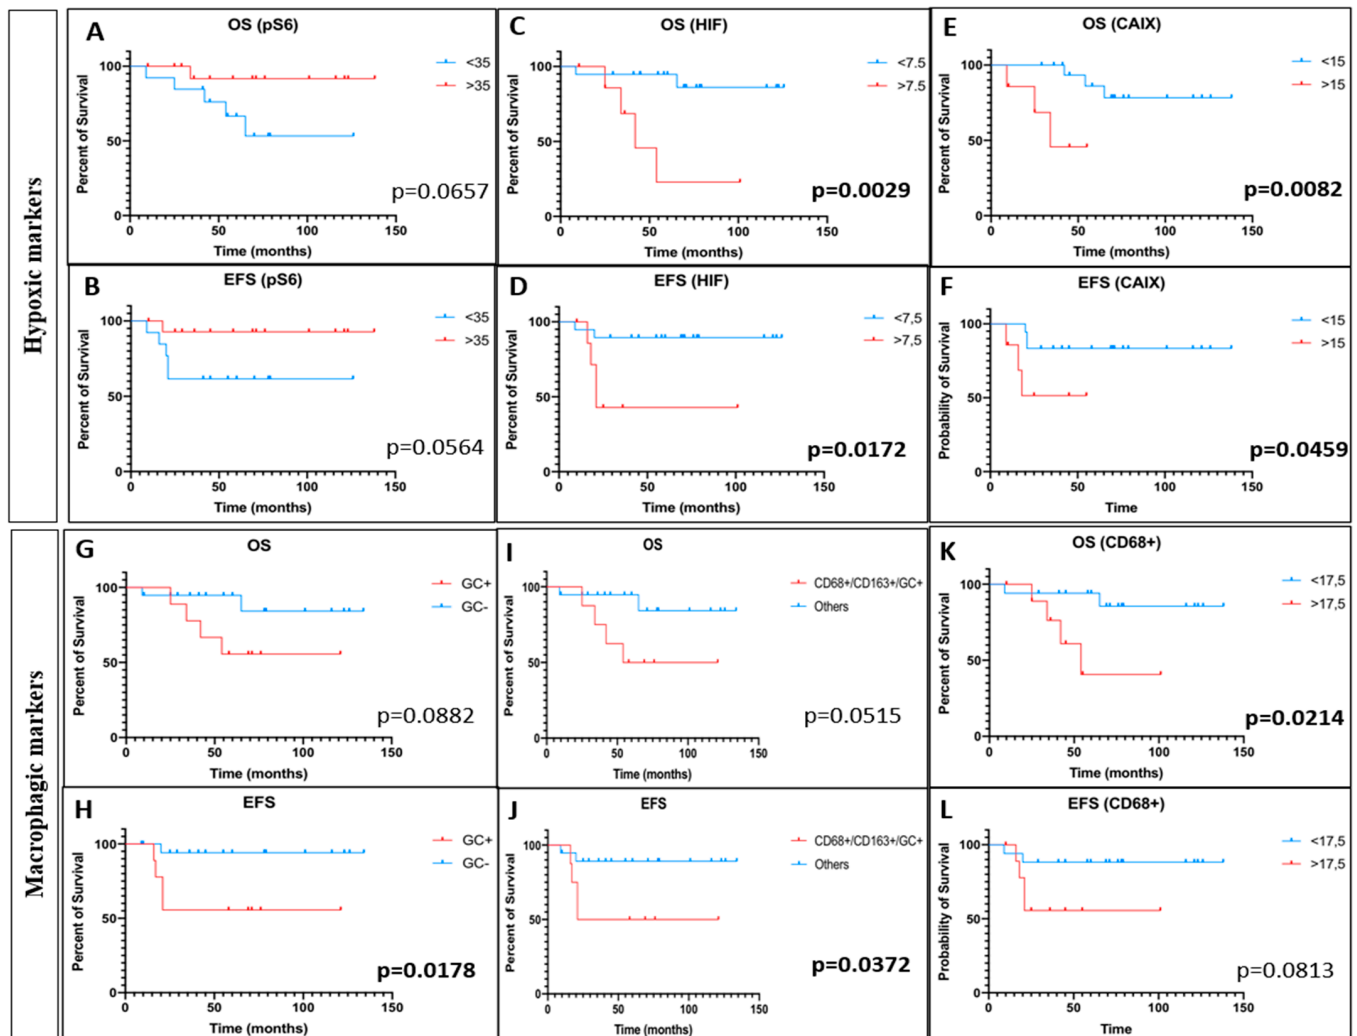 Hypoxic markers
A
OS (pS6)
Percent of Survival
100
50
0
0 50 100 150
Time (months)
<35
>35
p=0.0657
C
OS (HIF)
Percent of Survival
100
50
0
0 50 100 150
Time (months)
<7.5
>7.5
p=0.0029
E
OS (CAIX)
Percent of Survival
100
50
0
0 50 100 150
Time (months)
<15
>15
p=0.0082
B
EFS (pS6)
Percent of Survival
100
50
0
0 50 100 150
Time (months)
<35
>35
p=0.0564
D
EFS (HIF)
Percent of Survival
100
50
0
0 50 100 150
Time (months)
<7,5
>7,5
p=0.0172
F
EFS (CAIX)
Probability of Survival
100
50
0
0 50 100 150
Time
<15
>15
p=0.0459
Macrophagic markers
G
OS
Percent of Survival
100
50
0
0 50 100 150
Time (months)
GC+
GC-
p=0.0882
I
OS
Percent of Survival
100
50
0
0 50 100 150
Time (months)
CD68+/CD163+/GC+
Others
p=0.0515
K
OS (CD68+)
Percent of Survival
100
50
0
0 50 100 150
Time (months)
<17,5
>17,5
p=0.0214
H
EFS
Percent of Survival
100
50
0
0 50 100 150
Time (months)
GC+
GC-
p=0.0178
J
EFS
Percent of Survival
100
50
0
0 50 100 150
Time (months)
CD68+/CD163+/GC+
Others
p=0.0372
L
EFS (CD68+)
Probability of Survival
100
50
0
0 50 100 150
Time
<17,5
>17,5
p=0.0813